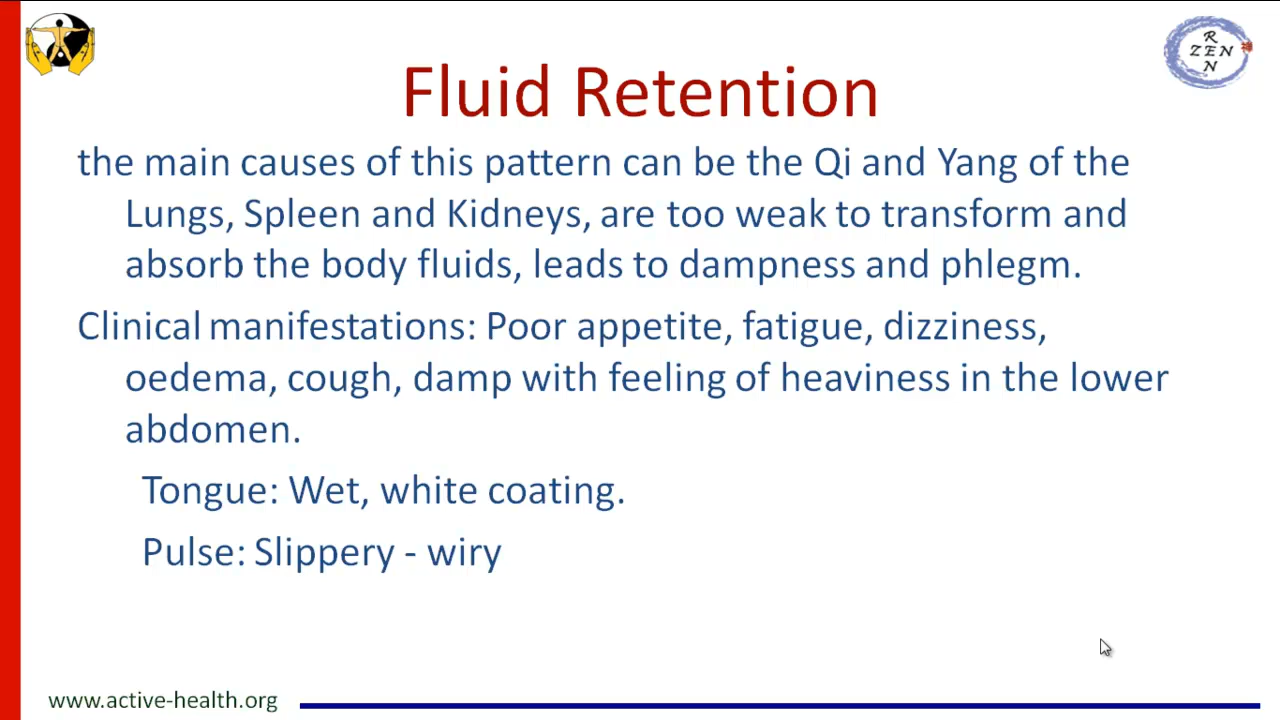 R
ZEN
N
Fluid Retention
the main causes of this pattern can be the Qi and Yang of the
Lungs, Spleen and Kidneys, are too weak to transform and
absorb the body fluids, leads to dampness and phlegm.
Clinical manifestations: Poor appetite, fatigue, dizziness,
oedema, cough, damp with feeling of heaviness in the lower
abdomen.
Tongue: Wet, white coating.
Pulse: Slippery - wiry
www.active-health.org